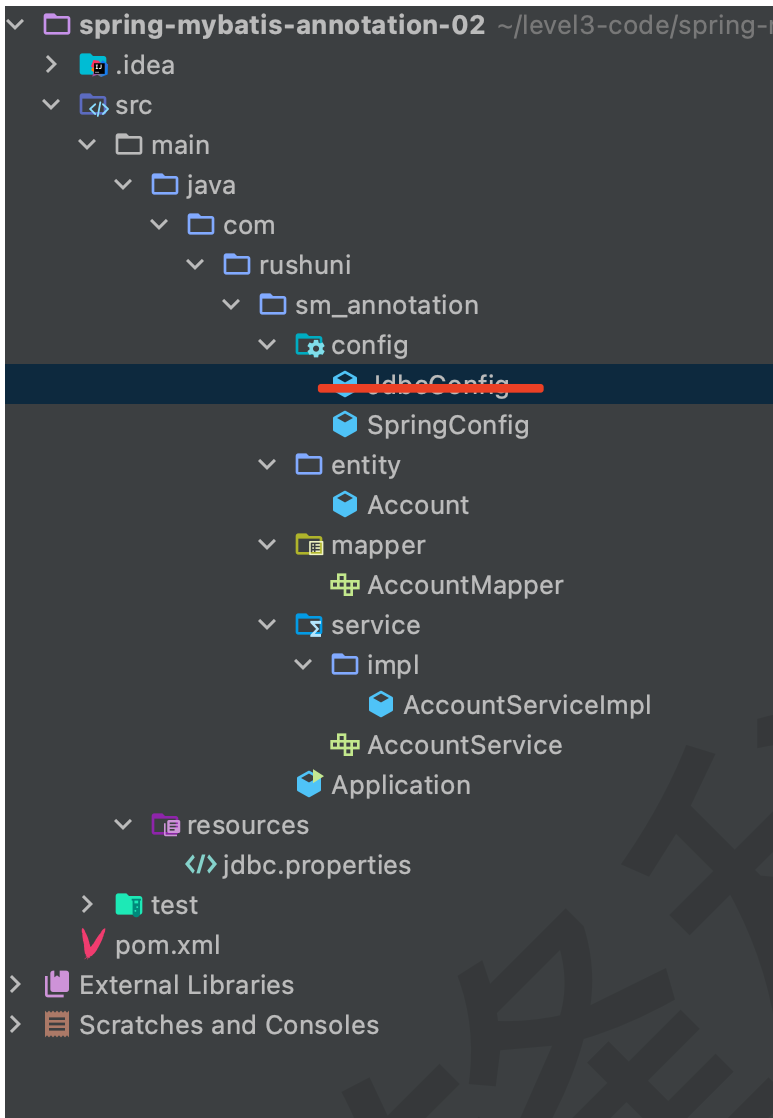 spring-mybatis-annotation-02 ~/level3-code/spring-
.idea
src
main
java
com
rushuni
sm_annotation
config
JdbcConfig
SpringConfig
entity
Account
mapper
AccountMapper
service
impl
AccountServiceImpl
AccountService
Application
resources
jdbc.properties
test
pom.xml
External Libraries
Scratches and Consoles